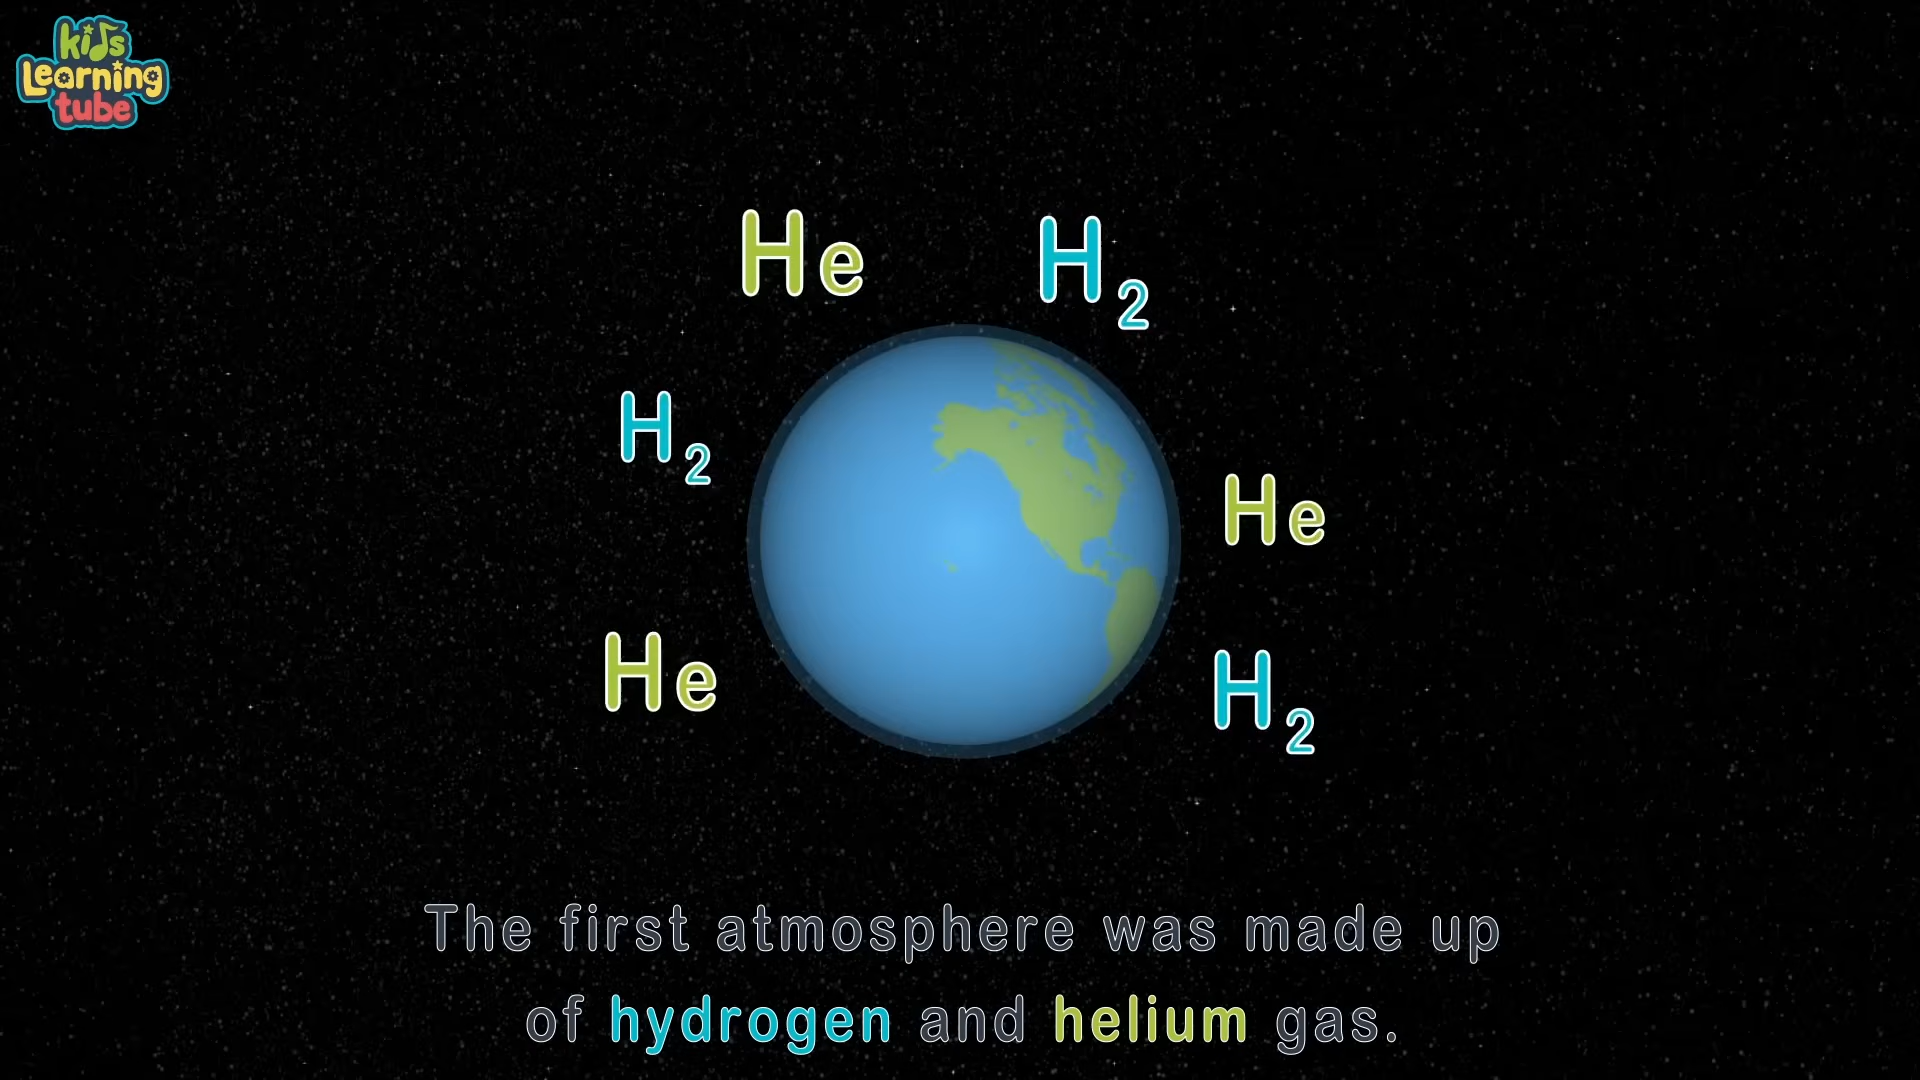 kids
Learning
tube
He
H2
H2
He
He
H2
The first atmosphere was made up
of hydrogen and helium gas.